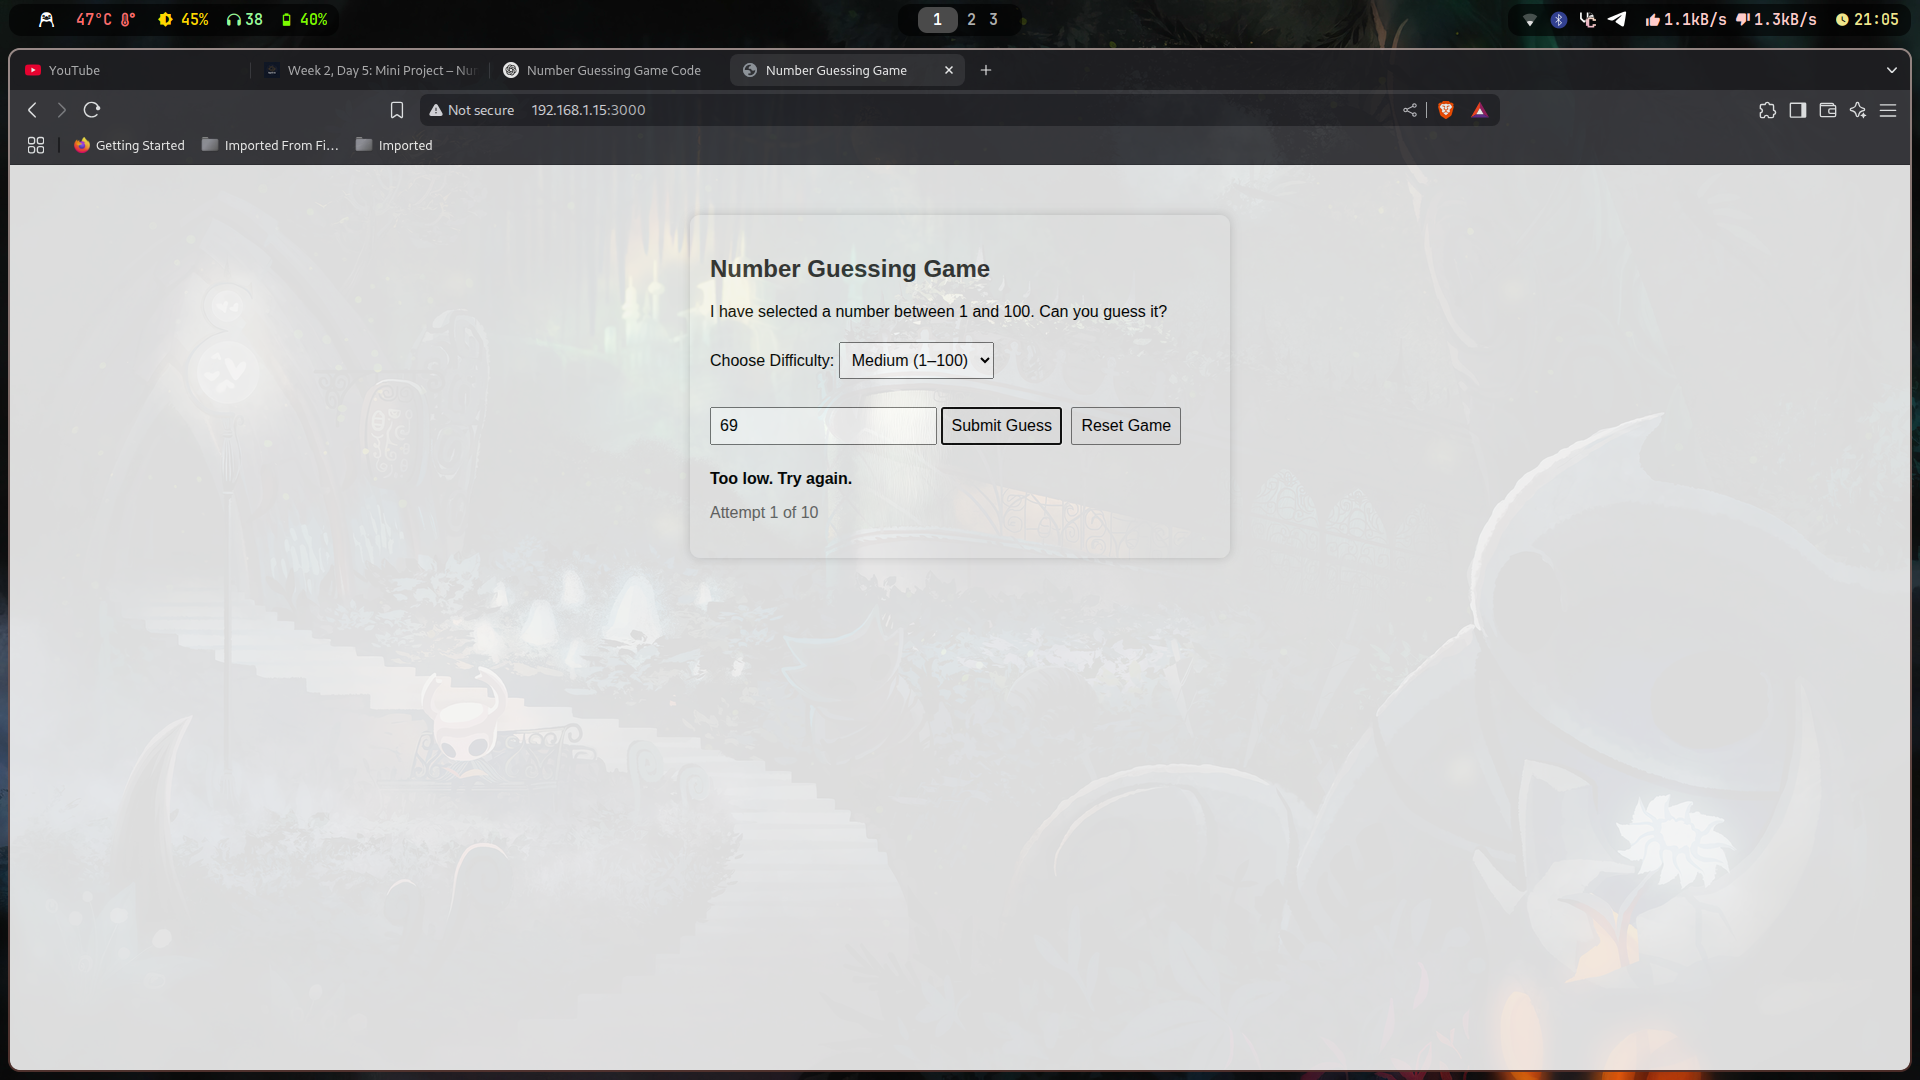 47°C 45% 38 40% 1 2 3 1.1kB/s 1.3kB/s 21:05
YouTube Week 2, Day 5: Mini Project – Nu Number Guessing Game Code Number Guessing Game
Not secure 192.168.1.15:3000
Getting Started Imported From Fi... Imported
Number Guessing Game
I have selected a number between 1 and 100. Can you guess it?
Choose Difficulty: Medium (1–100)
69 Submit Guess Reset Game
Too low. Try again.
Attempt 1 of 10